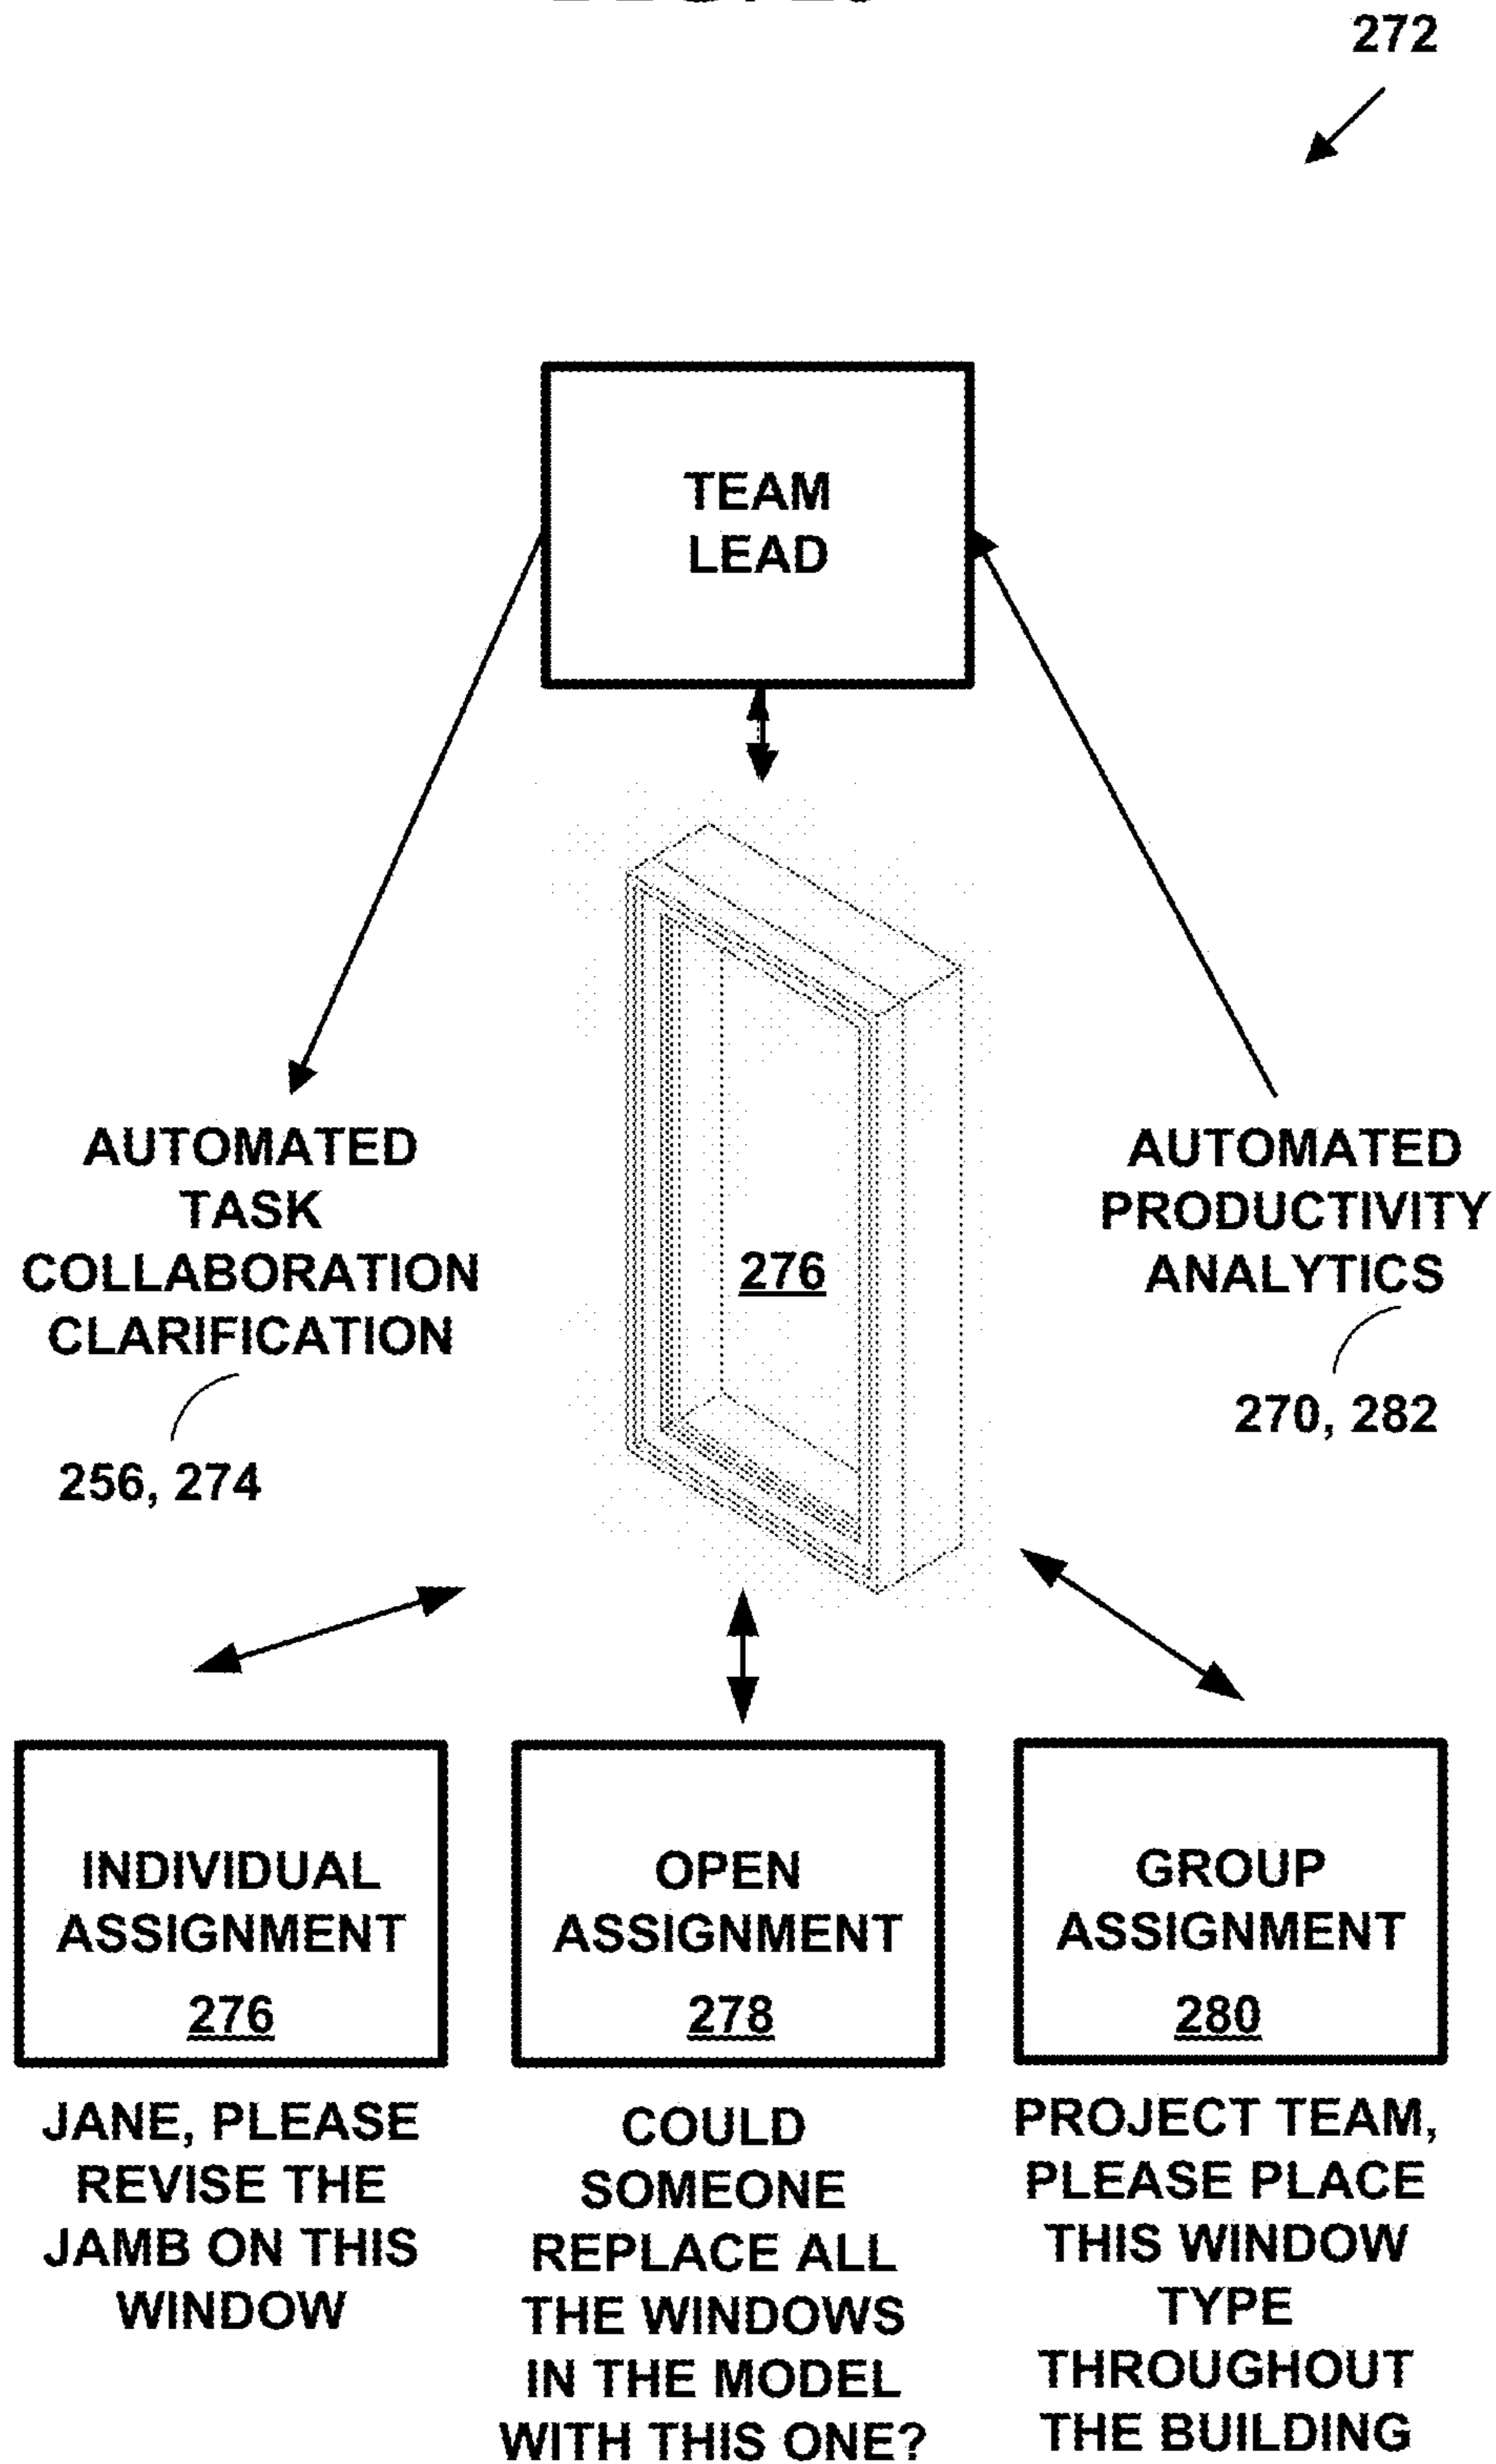 272
TEAM
LEAD
AUTOMATED
TASK
COLLABORATION
CLARIFICATION
256, 274
276
AUTOMATED
PRODUCTIVITY
ANALYTICS
270, 282
INDIVIDUAL
ASSIGNMENT
276
JANE, PLEASE
REVISE THE
JAMB ON THIS
WINDOW
OPEN
ASSIGNMENT
278
COULD
SOMEONE
REPLACE ALL
THE WINDOWS
IN THE MODEL
WITH THIS ONE?
GROUP
ASSIGNMENT
280
PROJECT TEAM,
PLEASE PLACE
THIS WINDOW
TYPE
THROUGHOUT
THE BUILDING